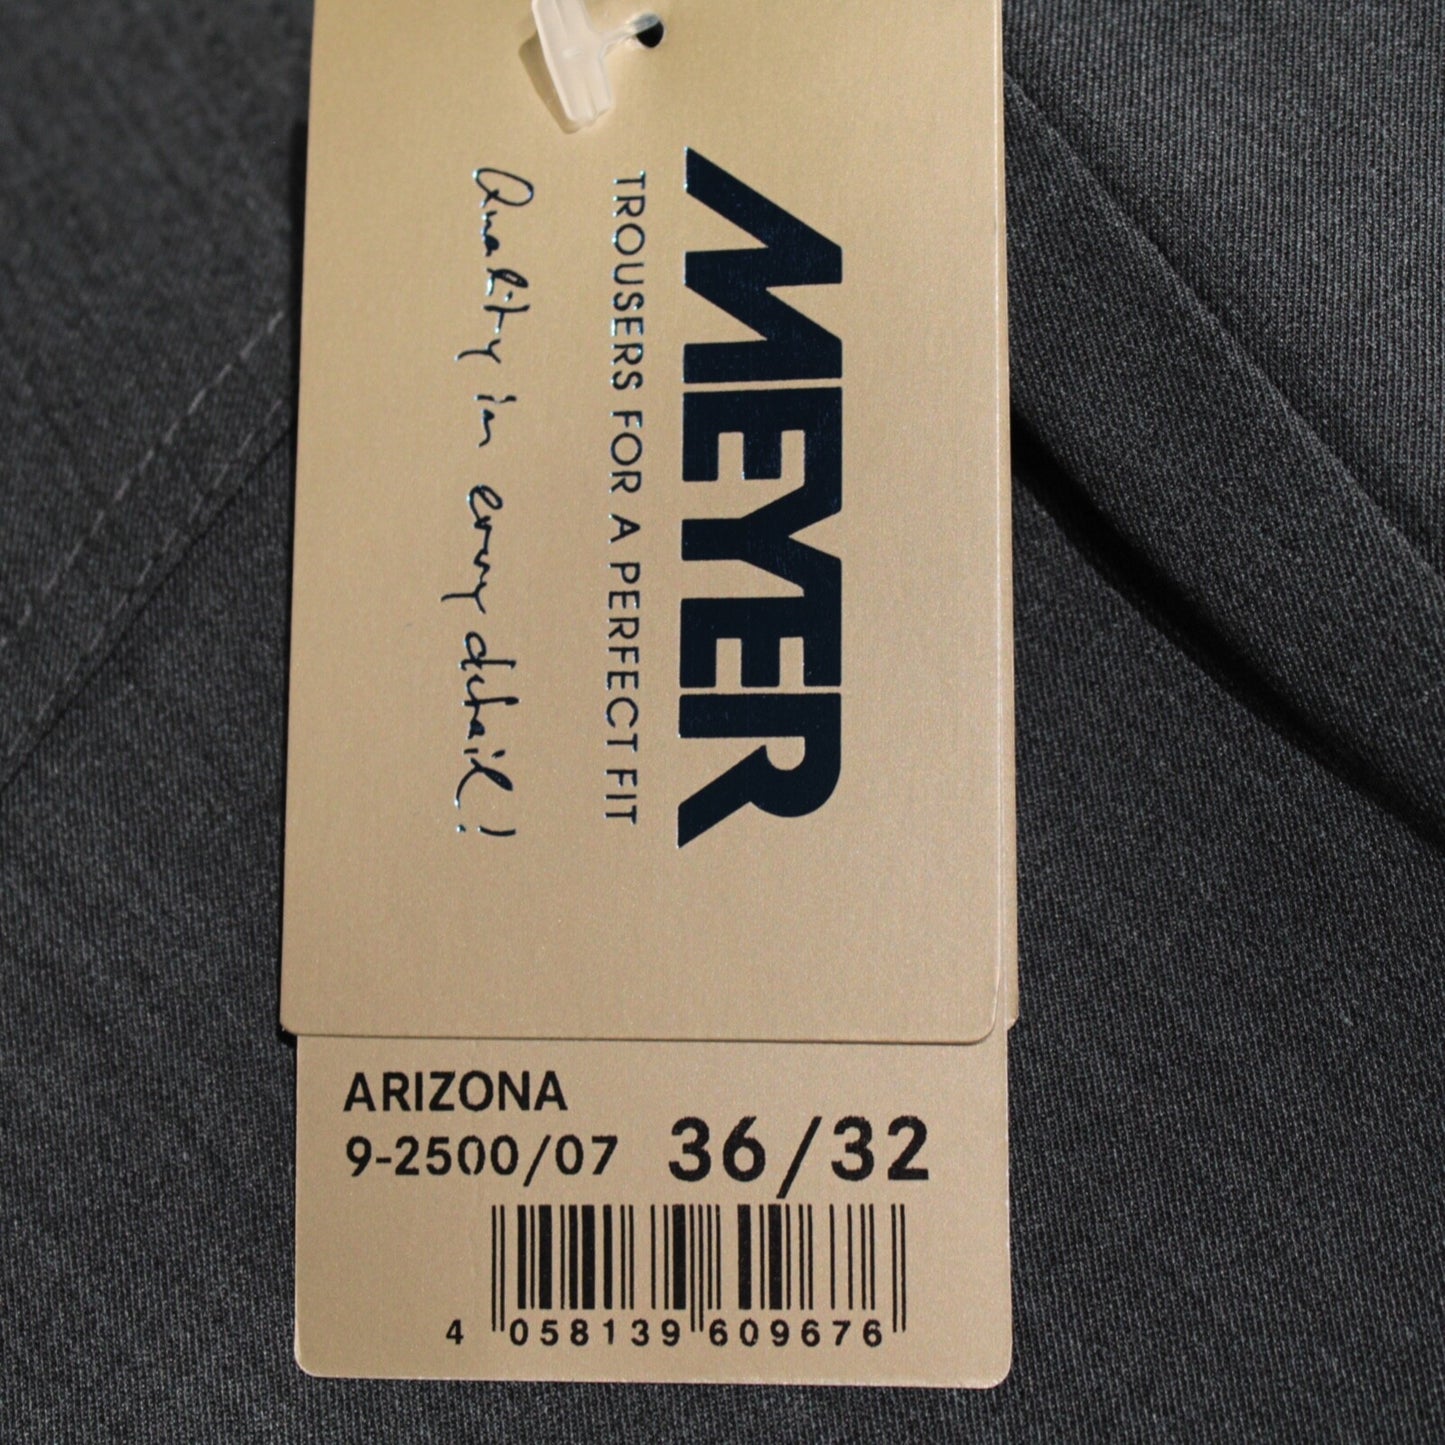 MEYER
TROUSERS FOR A PERFECT FIT
Quality in every detail!
ARIZONA
9-2500/07 36/32
4 058139 609676